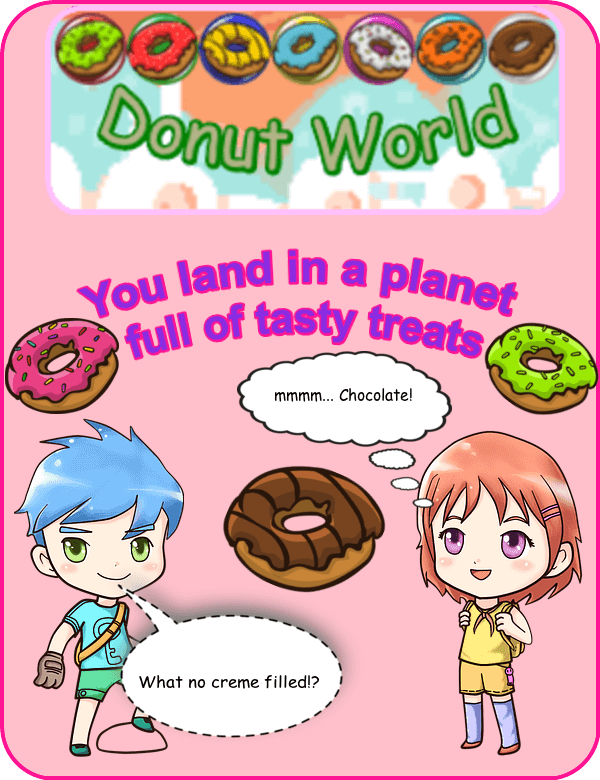 Donut World
You land in a planet
full of tasty treats
mmmm... Chocolate!
What no creme filled!?